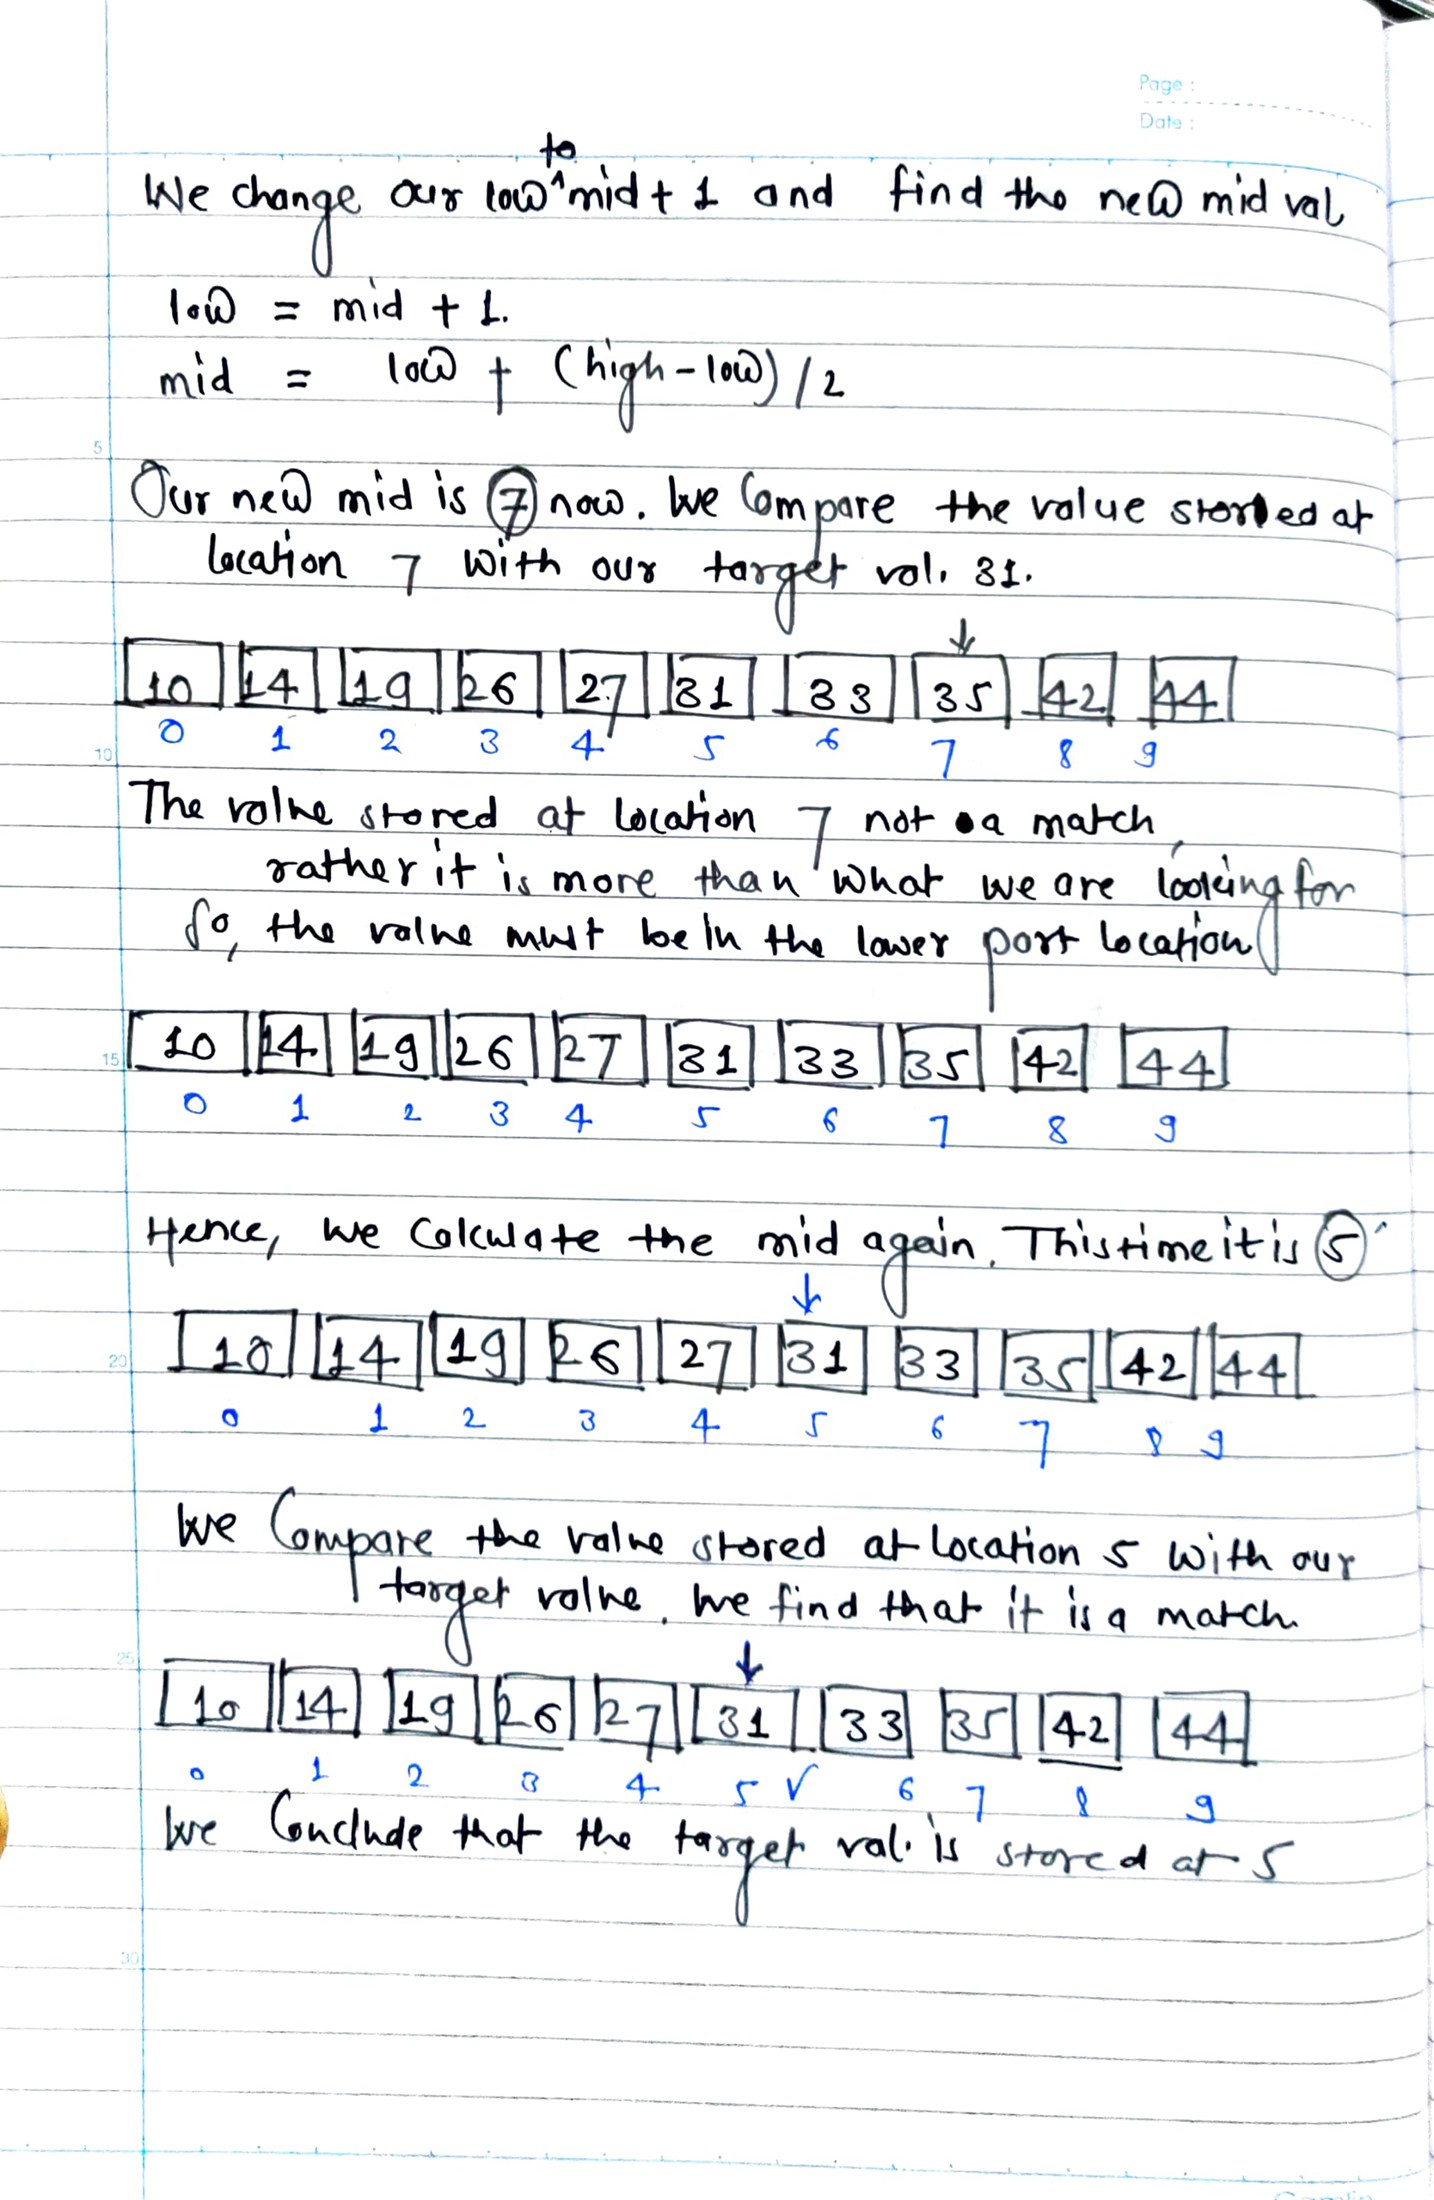 Page :
Date :
to
We change our low ^ mid + 1 and find the new mid val
low = mid + 1.
mid = low + (high - low) / 2
5
Our new mid is 7 now. We Compare the value stored at
location 7 with our target val. 31.
10 14 19 26 27 31 33 35 42 44
0 1 2 3 4 5 6 7 8 9
10
The value stored at location 7 not a match,
rather it is more than what we are looking for
So, the value must be in the lower part location
10 14 19 26 27 31 33 35 42 44
15
0 1 2 3 4 5 6 7 8 9
Hence, we Calculate the mid again. This time it is 5
10 14 19 26 27 31 33 35 42 44
20
0 1 2 3 4 5 6 7 8 9
We Compare the value stored at location 5 with our
target value. We find that it is a match.
25
10 14 19 26 27 31 33 35 42 44
0 1 2 3 4 5 ✓ 6 7 8 9
We Conclude that the target val. is stored at 5
30